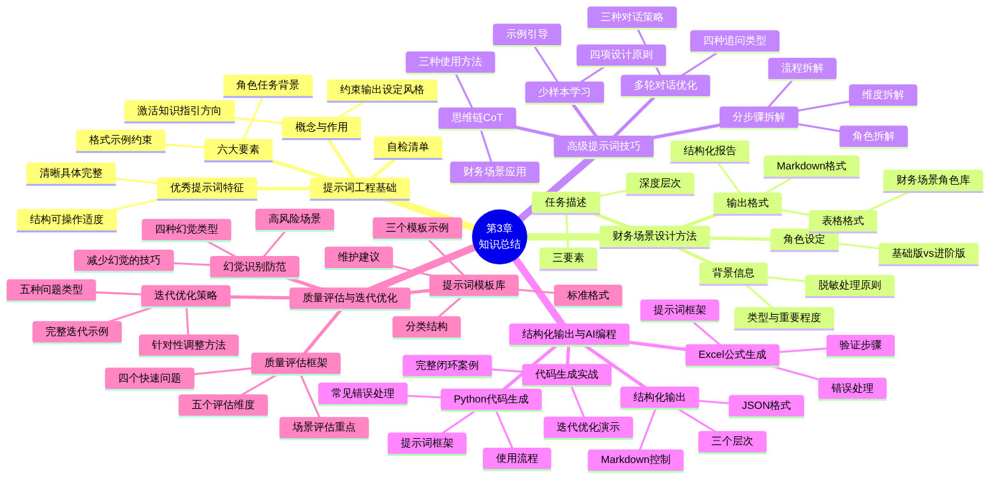 第3章
知识总结
提示词工程基础
概念与作用
激活知识指引方向
约束输出设定风格
六大要素
角色任务背景
格式示例约束
优秀提示词特征
清晰具体完整
结构可操作适度
自检清单
财务场景设计方法
角色设定
基础版vs进阶版
任务描述
三要素
深度层次
背景信息
类型与重要程度
脱敏处理原则
输出格式
结构化报告
Markdown格式
表格格式
财务场景角色库
高级提示词技巧
思维链CoT
三种使用方法
财务场景应用
少样本学习
示例引导
四项设计原则
多轮对话优化
三种对话策略
四种追问类型
分步骤拆解
流程拆解
维度拆解
角色拆解
结构化输出与AI编程
Excel公式生成
提示词框架
验证步骤
错误处理
结构化输出
JSON格式
三个层次
Markdown控制
代码生成实战
完整闭环案例
迭代优化演示
Python代码生成
常见错误处理
提示词框架
使用流程
质量评估与迭代优化
提示词模板库
三个模板示例
维护建议
标准格式
分类结构
幻觉识别防范
四种幻觉类型
高风险场景
减少幻觉的技巧
迭代优化策略
五种问题类型
完整迭代示例
针对性调整方法
质量评估框架
四个快速问题
五个评估维度
场景评估重点